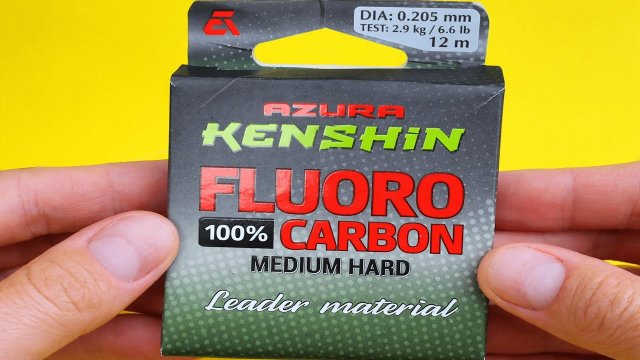 DIA: 0.205 mm
TEST: 2.9 kg / 6.6 lb
12 m
AZURA
KENSHiN
FLUORO
100% CARBON
MEDIUM HARD
Leader material